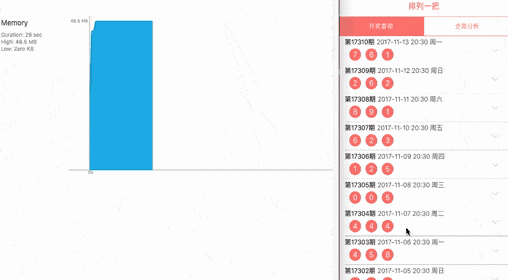 Memory
Duration: 29 sec
High: 48.5 MB
Low: Zero KB
48.5 MB
0s
排列一把
开奖查询
走势分析
第17310期 2017-11-13 20:30 周一
7 6 1
第17309期 2017-11-12 20:30 周日
2 6 2
第17308期 2017-11-11 20:30 周六
8 9 1
第17307期 2017-11-10 20:30 周五
6 2 3
第17306期 2017-11-09 20:30 周四
1 2 5
第17305期 2017-11-08 20:30 周三
0 0 5
第17304期 2017-11-07 20:30 周二
4 4 4
第17303期 2017-11-06 20:30 周一
4 5 6
第17302期 2017-11-05 20:30 周日